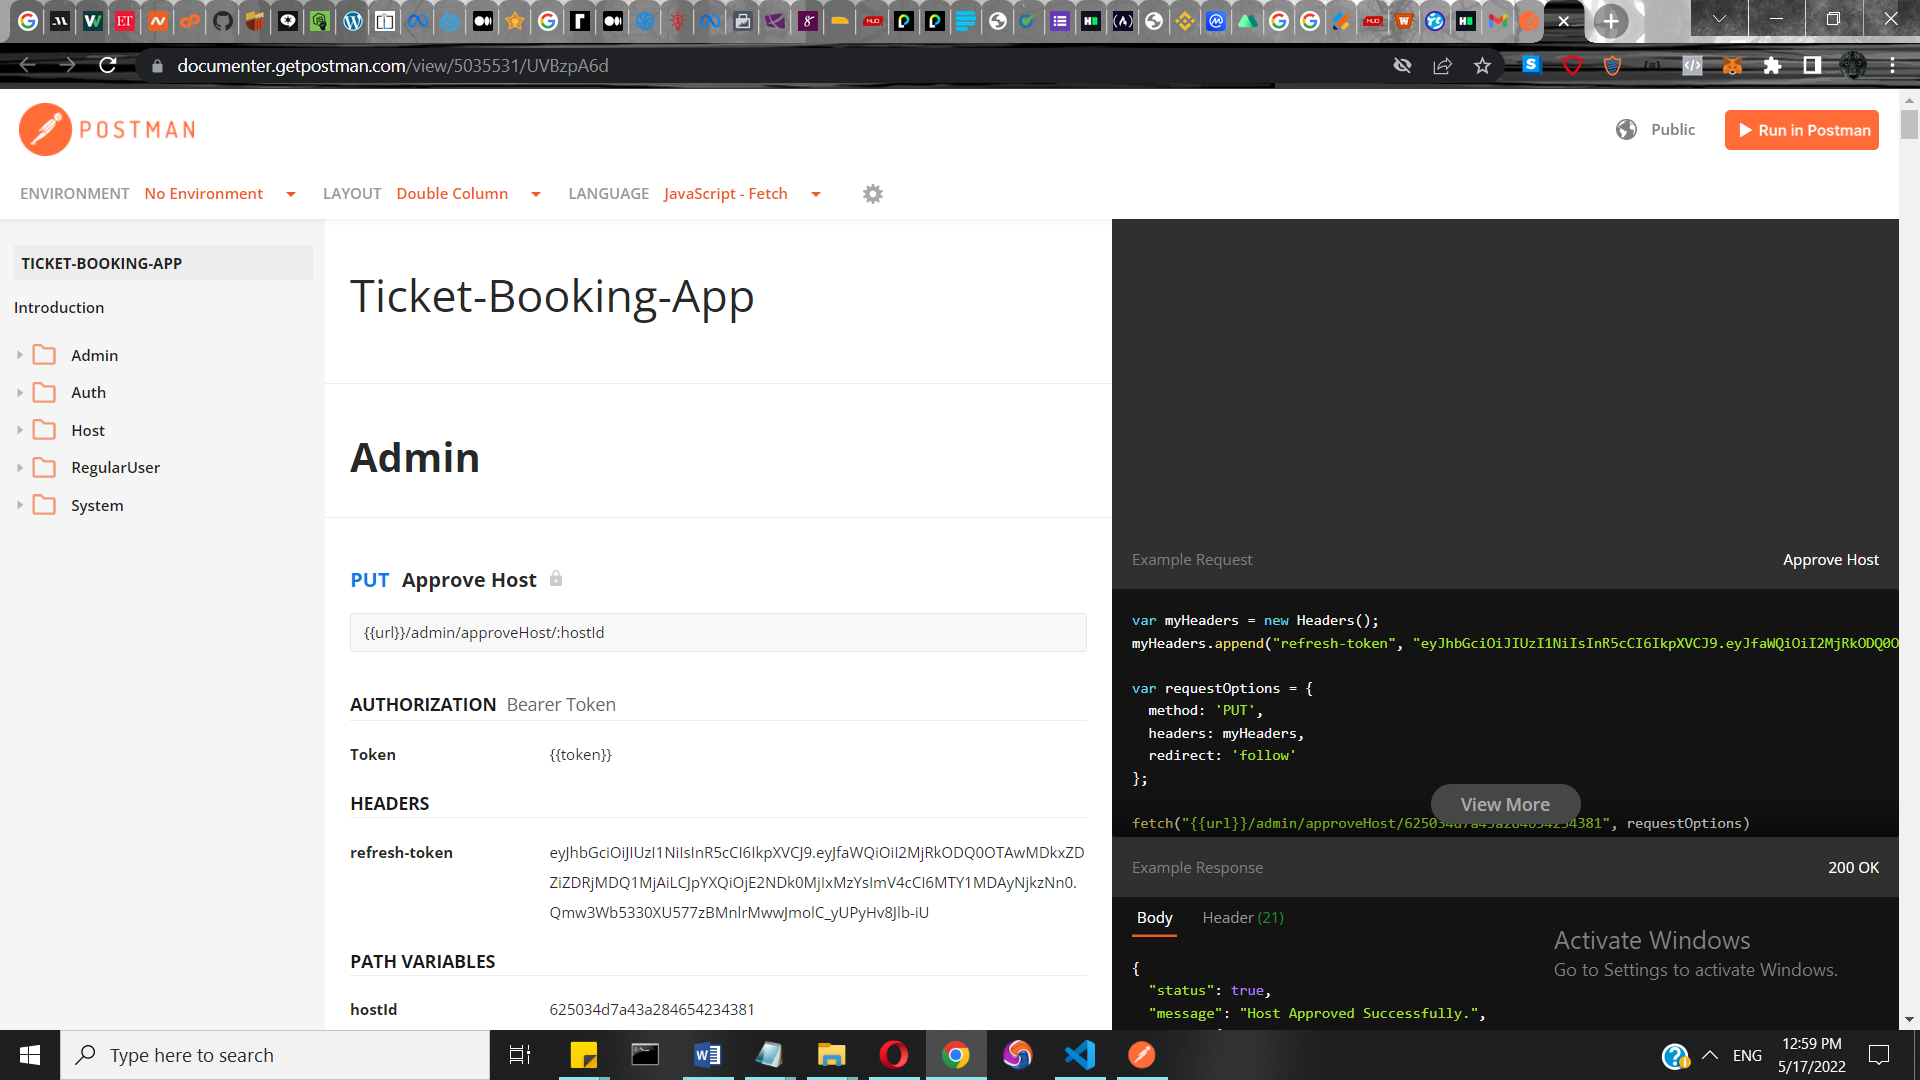 documenter.getpostman.com/view/5035531/UVBzpA6d
POSTMAN
Public
Run in Postman
ENVIRONMENT No Environment LAYOUT Double Column LANGUAGE JavaScript - Fetch
TICKET-BOOKING-APP
Introduction
Admin
Auth
Host
RegularUser
System
Ticket-Booking-App
Admin
PUT Approve Host
{{url}}/admin/approveHost/:hostId
AUTHORIZATION Bearer Token
Token {{token}}
HEADERS
refresh-token eyJhbGciOiJIUzI1NiIsInR5cCI6IkpXVCJ9.eyJfaWQiOiI2MjRkODQ0OTAwMDkxZD
ZiZDRjMDQ1MjAiLCJpYXQiOjE2NDk0MjIxMzYsImV4cCI6MTY1MDAyNjkzNn0.
Qmw3Wb5330XU577zBMnlrMwwJmolC_yUPyHv8Jlb-iU
PATH VARIABLES
hostId 625034d7a43a284654234381
Example Request Approve Host
var myHeaders = new Headers();
myHeaders.append("refresh-token", "eyJhbGciOiJIUzI1NiIsInR5cCI6IkpXVCJ9.eyJfaWQiOiI2MjRkODQ0O
var requestOptions = {
method: 'PUT',
headers: myHeaders,
redirect: 'follow'
};
View More
fetch("{{url}}/admin/approveHost/625034d7a43a284654234381", requestOptions)
Example Response 200 OK
Body Header (21)
{
"status": true,
"message": "Host Approved Successfully.",
Activate Windows
Go to Settings to activate Windows.
Type here to search
ENG
12:59 PM
5/17/2022